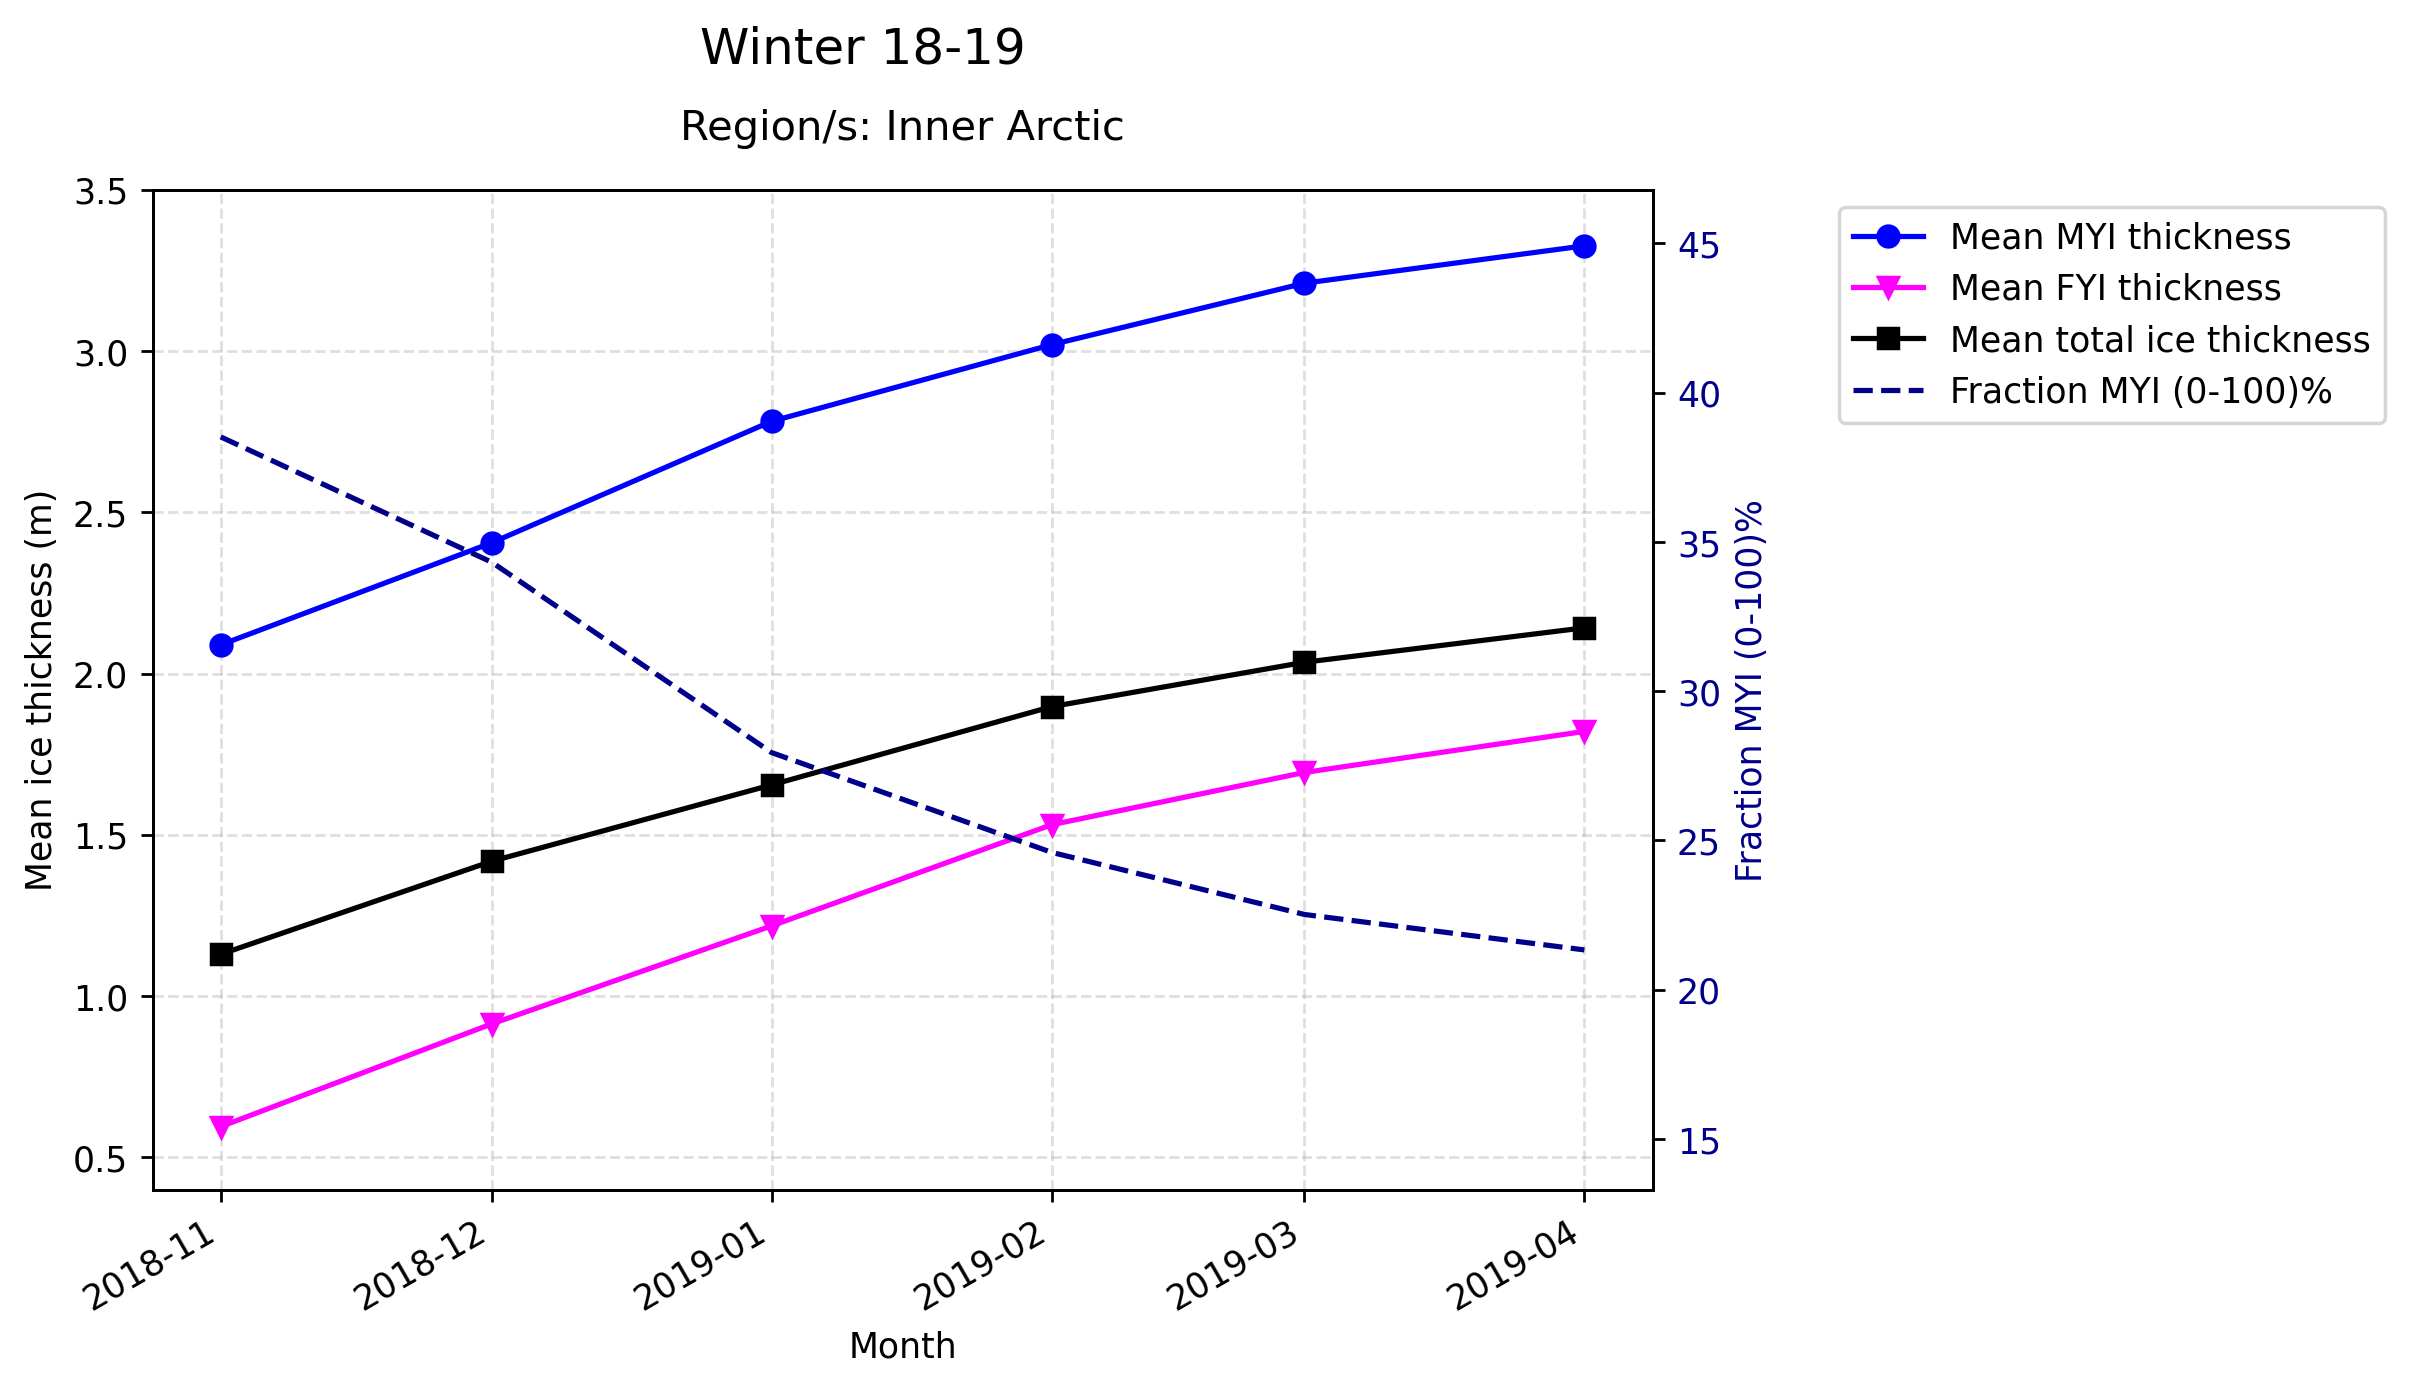 Winter 18-19
Region/s: Inner Arctic
Mean ice thickness (m)
3.5
3.0
2.5
2.0
1.5
1.0
0.5
2018-11
2018-12
2019-01
2019-02
2019-03
2019-04
Month
45
40
35
30
25
20
15
Fraction MYI (0-100)%
Mean MYI thickness
Mean FYI thickness
Mean total ice thickness
Fraction MYI (0-100)%